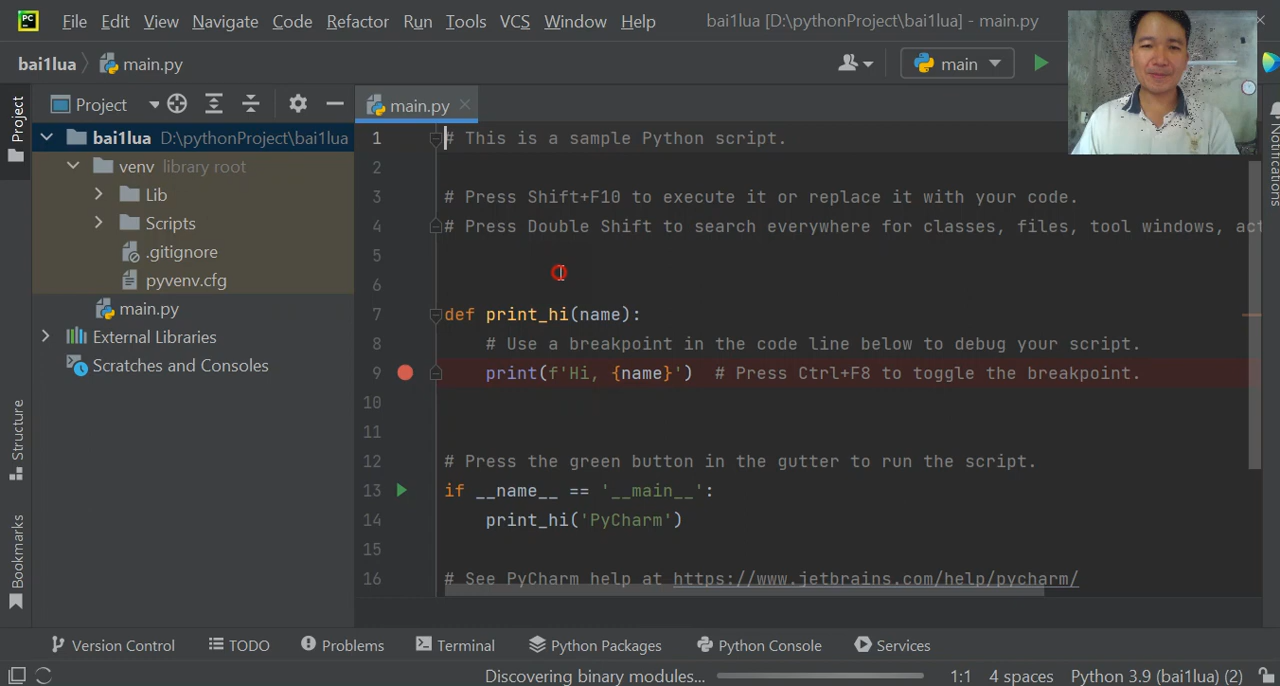 PC File Edit View Navigate Code Refactor Run Tools VCS Window Help bai1lua [D:\pythonProject\bai1lua] - main.py
bai1lua main.py main
Project main.py
bai1lua D:\pythonProject\bai1lua
venv library root
Lib
Scripts
.gitignore
pyvenv.cfg
main.py
External Libraries
Scratches and Consoles
1 # This is a sample Python script.
2
3 # Press Shift+F10 to execute it or replace it with your code.
4 # Press Double Shift to search everywhere for classes, files, tool windows, act
5
6
7 def print_hi(name):
8 # Use a breakpoint in the code line below to debug your script.
9 print(f'Hi, {name}') # Press Ctrl+F8 to toggle the breakpoint.
10
11
12 # Press the green button in the gutter to run the script.
13 if __name__ == '__main__':
14 print_hi('PyCharm')
15
16 # See PyCharm help at https://www.jetbrains.com/help/pycharm/
Project
Structure
Bookmarks
Notifications
Version Control TODO Problems Terminal Python Packages Python Console Services
Discovering binary modules... 1:1 4 spaces Python 3.9 (bai1lua) (2)